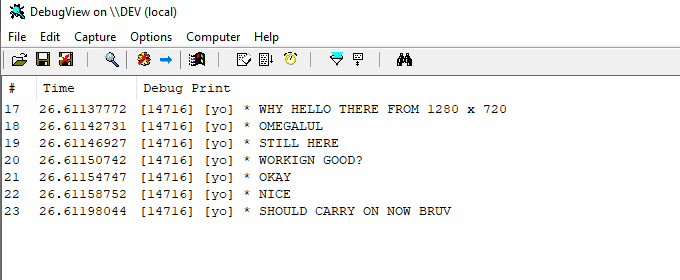 DebugView on \\DEV (local)
File Edit Capture Options Computer Help
# Time Debug Print
17 26.61137772 [14716] [yo] * WHY HELLO THERE FROM 1280 x 720
18 26.61142731 [14716] [yo] * OMEGALUL
19 26.61146927 [14716] [yo] * STILL HERE
20 26.61150742 [14716] [yo] * WORKIGN GOOD?
21 26.61154747 [14716] [yo] * OKAY
22 26.61158752 [14716] [yo] * NICE
23 26.61198044 [14716] [yo] * SHOULD CARRY ON NOW BRUV